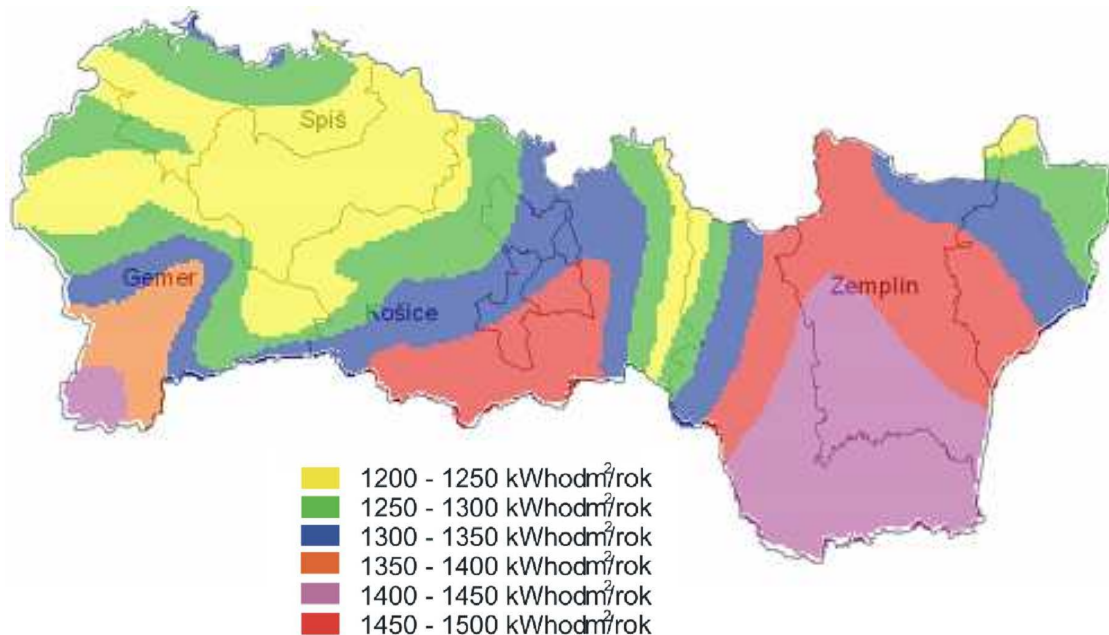 Spiš
Gemer
Košice
Zemplin
1200 - 1250 kWhodm²/rok
1250 - 1300 kWhodm²/rok
1300 - 1350 kWhodm²/rok
1350 - 1400 kWhodm²/rok
1400 - 1450 kWhodm²/rok
1450 - 1500 kWhodm²/rok